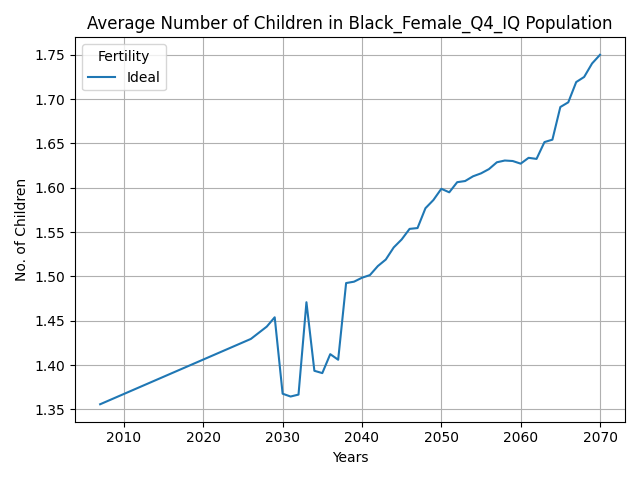 Average Number of Children in Black_Female_Q4_IQ Population
Fertility
Ideal
No. of Children
1.75
1.70
1.65
1.60
1.55
1.50
1.45
1.40
1.35
2010 2020 2030 2040 2050 2060 2070
Years